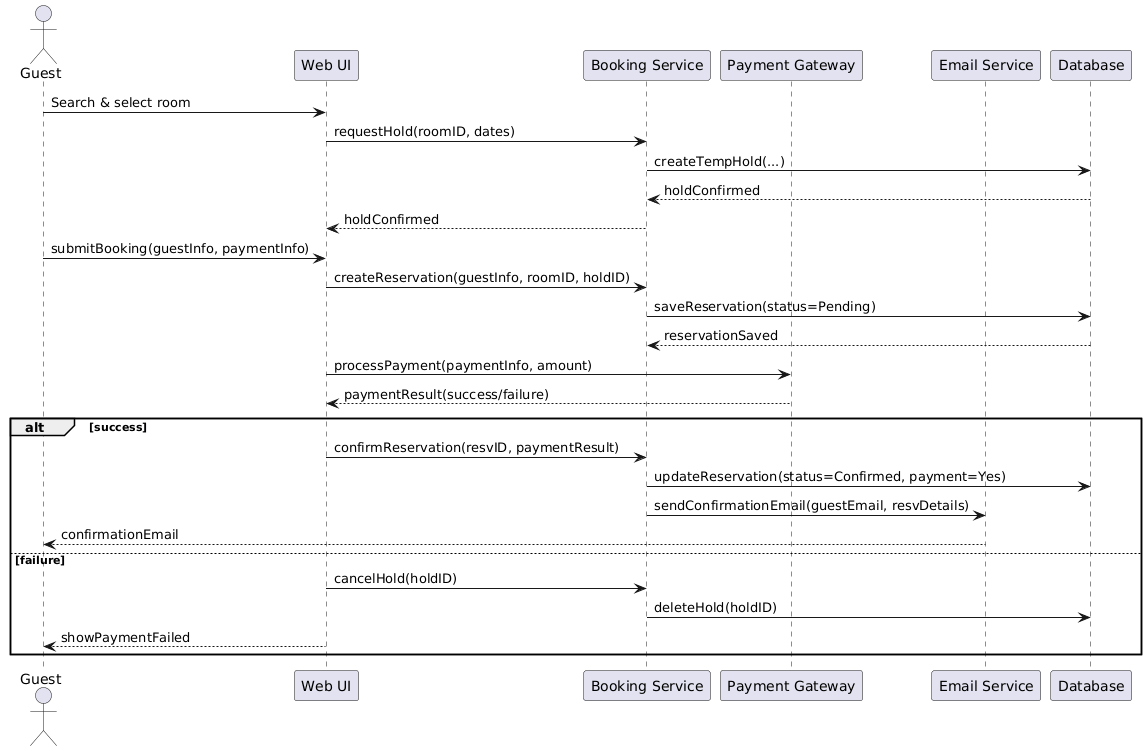 Guest
Web UI
Booking Service
Payment Gateway
Email Service
Database
Search & select room
requestHold(roomID, dates)
createTempHold(...)
holdConfirmed
holdConfirmed
submitBooking(guestInfo, paymentInfo)
createReservation(guestInfo, roomID, holdID)
saveReservation(status=Pending)
reservationSaved
processPayment(paymentInfo, amount)
paymentResult(success/failure)
alt
[success]
confirmReservation(resvID, paymentResult)
updateReservation(status=Confirmed, payment=Yes)
sendConfirmationEmail(guestEmail, resvDetails)
confirmationEmail
[failure]
cancelHold(holdID)
deleteHold(holdID)
showPaymentFailed
Guest
Web UI
Booking Service
Payment Gateway
Email Service
Database